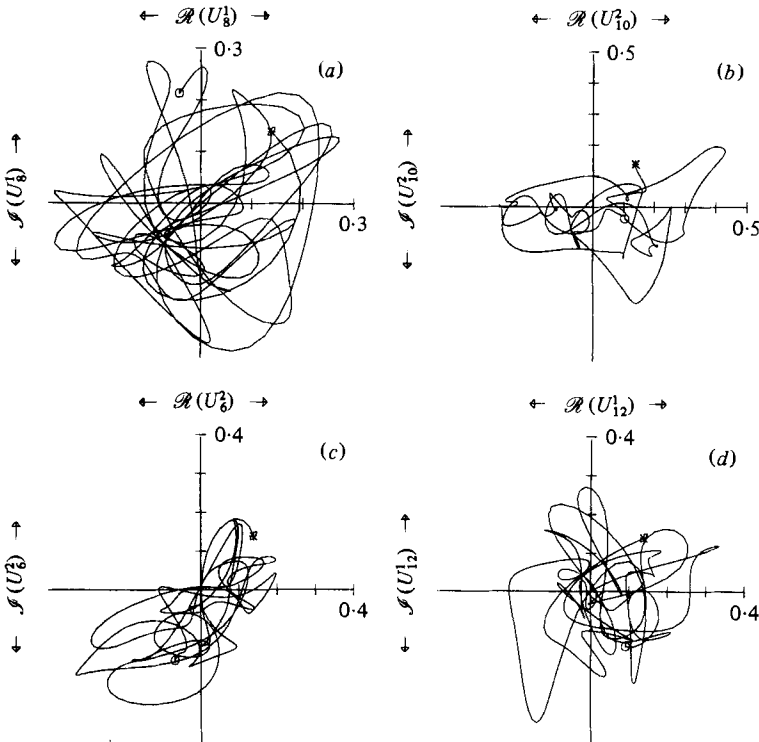 ← ℛ(U₈¹) →
0·3
(a)
ℐ(U₈¹)
0·3
← ℛ(U₁₀²) →
0·5
(b)
ℐ(U₁₀²)
0·5
← ℛ(U₆²) →
0·4
(c)
ℐ(U₆²)
0·4
← ℛ(U₁₂¹) →
0·4
(d)
ℐ(U₁₂¹)
0·4